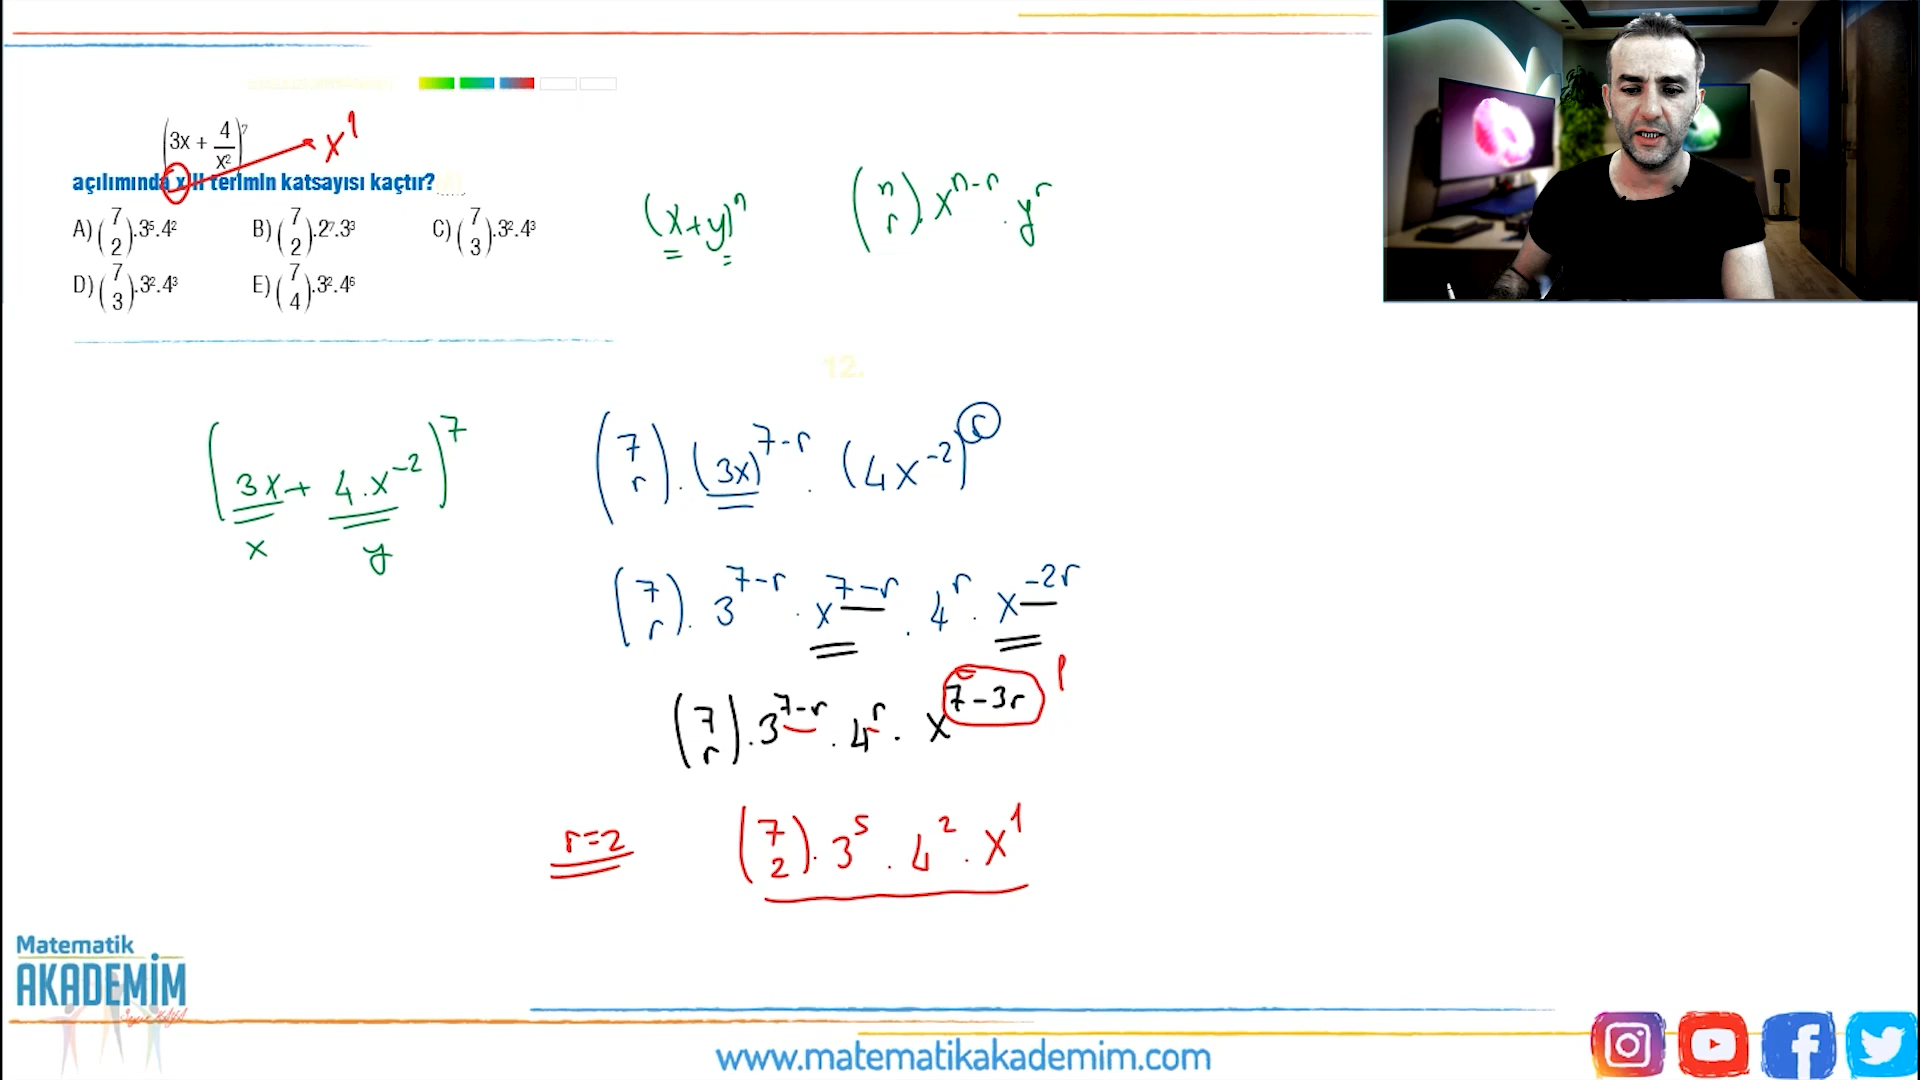 (3x + 4/x²)⁷
x¹
açılımında x'li terimin katsayısı kaçtır?
A) (7 2).3⁵.4² B) (7 2).2⁷.3³ C) (7 3).3².4³
D) (7 3).3².4³ E) (7 4).3².4⁶
(x+y)ⁿ (n r).xⁿ⁻ʳ.yʳ
12.
(3x+4.x⁻²)⁷ (7 r).(3x)⁷⁻ʳ.(4x⁻²)ʳ
x y
(7 r).3⁷⁻ʳ.x⁷⁻ʳ.4ʳ.x⁻²ʳ
(7 r).3⁷⁻ʳ.4ʳ.x⁷⁻³ʳ 1
r=2 (7 2).3⁵.4².x¹
Matematik
AKADEMİM
www.matematikakademim.com